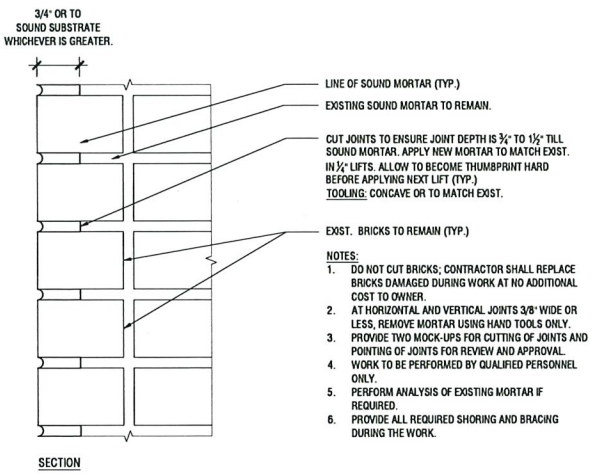 3/4" OR TO
SOUND SUBSTRATE
WHICHEVER IS GREATER.
LINE OF SOUND MORTAR (TYP.)
EXISTING SOUND MORTAR TO REMAIN.
CUT JOINTS TO ENSURE JOINT DEPTH IS ¾" TO 1½" TILL
SOUND MORTAR. APPLY NEW MORTAR TO MATCH EXIST.
IN ¼" LIFTS. ALLOW TO BECOME THUMBPRINT HARD
BEFORE APPLYING NEXT LIFT (TYP.)
TOOLING: CONCAVE OR TO MATCH EXIST.
EXIST. BRICKS TO REMAIN (TYP.)
NOTES:
1. DO NOT CUT BRICKS; CONTRACTOR SHALL REPLACE
BRICKS DAMAGED DURING WORK AT NO ADDITIONAL
COST TO OWNER.
2. AT HORIZONTAL AND VERTICAL JOINTS 3/8" WIDE OR
LESS, REMOVE MORTAR USING HAND TOOLS ONLY.
3. PROVIDE TWO MOCK-UPS FOR CUTTING OF JOINTS AND
POINTING OF JOINTS FOR REVIEW AND APPROVAL.
4. WORK TO BE PERFORMED BY QUALIFIED PERSONNEL
ONLY.
5. PERFORM ANALYSIS OF EXISTING MORTAR IF
REQUIRED.
6. PROVIDE ALL REQUIRED SHORING AND BRACING
DURING THE WORK.
SECTION